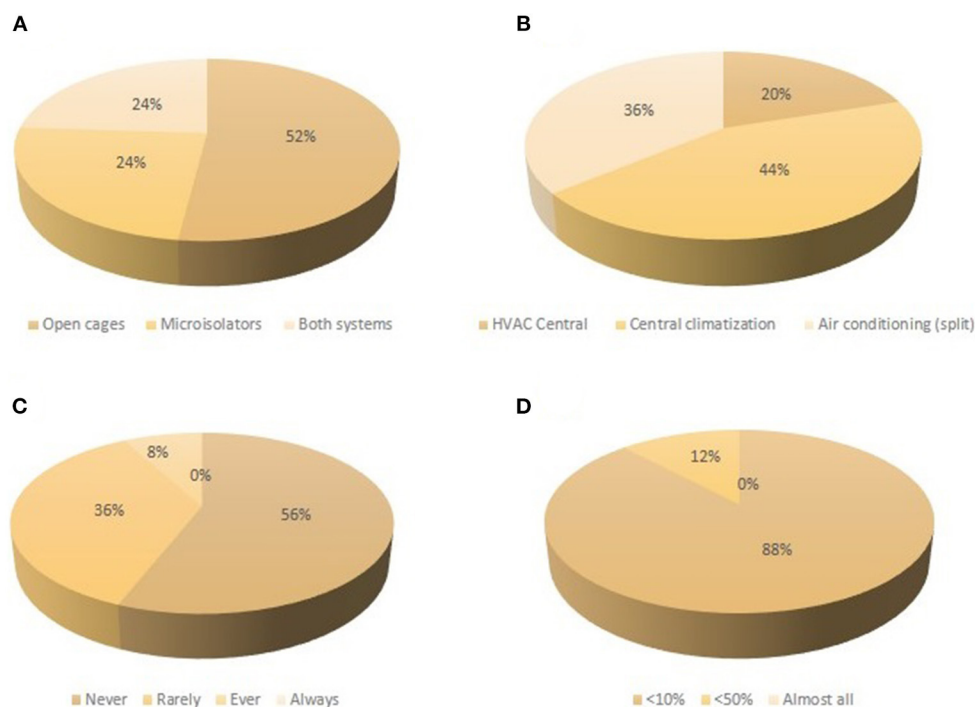 A
24%
52%
24%
Open cages Microisolators Both systems
B
36%
20%
44%
HVAC Central Central climatization Air conditioning (split)
C
8%
0%
36%
56%
Never Rarely Ever Always
D
12%
0%
88%
<10% <50% Almost all